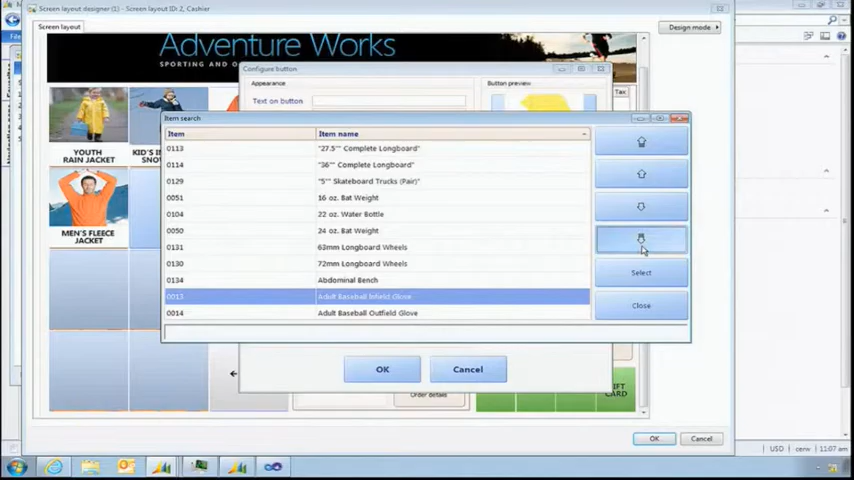 Screen layout designer (1) - Screen layout ID: 2, Cashier
Screen layout
Design mode
Adventure Works
SPORTING AND O
Configure button
Appearance
Button preview
Text on button
Tax
Item search
Item
Item name
0113 "27.5"" Complete Longboard"
0114 "36"" Complete Longboard"
0129 "5"" Skateboard Trucks (Pair)"
0051 16 oz. Bat Weight
0104 22 oz. Water Bottle
0050 24 oz. Bat Weight
0131 63mm Longboard Wheels
0130 72mm Longboard Wheels
0134 Abdominal Bench
0013 Adult Baseball Infield Glove
0014 Adult Baseball Outfield Glove
Select
Close
YOUTH
RAIN JACKET
KID'S I
SNO
MEN'S FLEECE
JACKET
OK
Cancel
Order details
IFT
CARD
OK
Cancel
USD
11:07 am